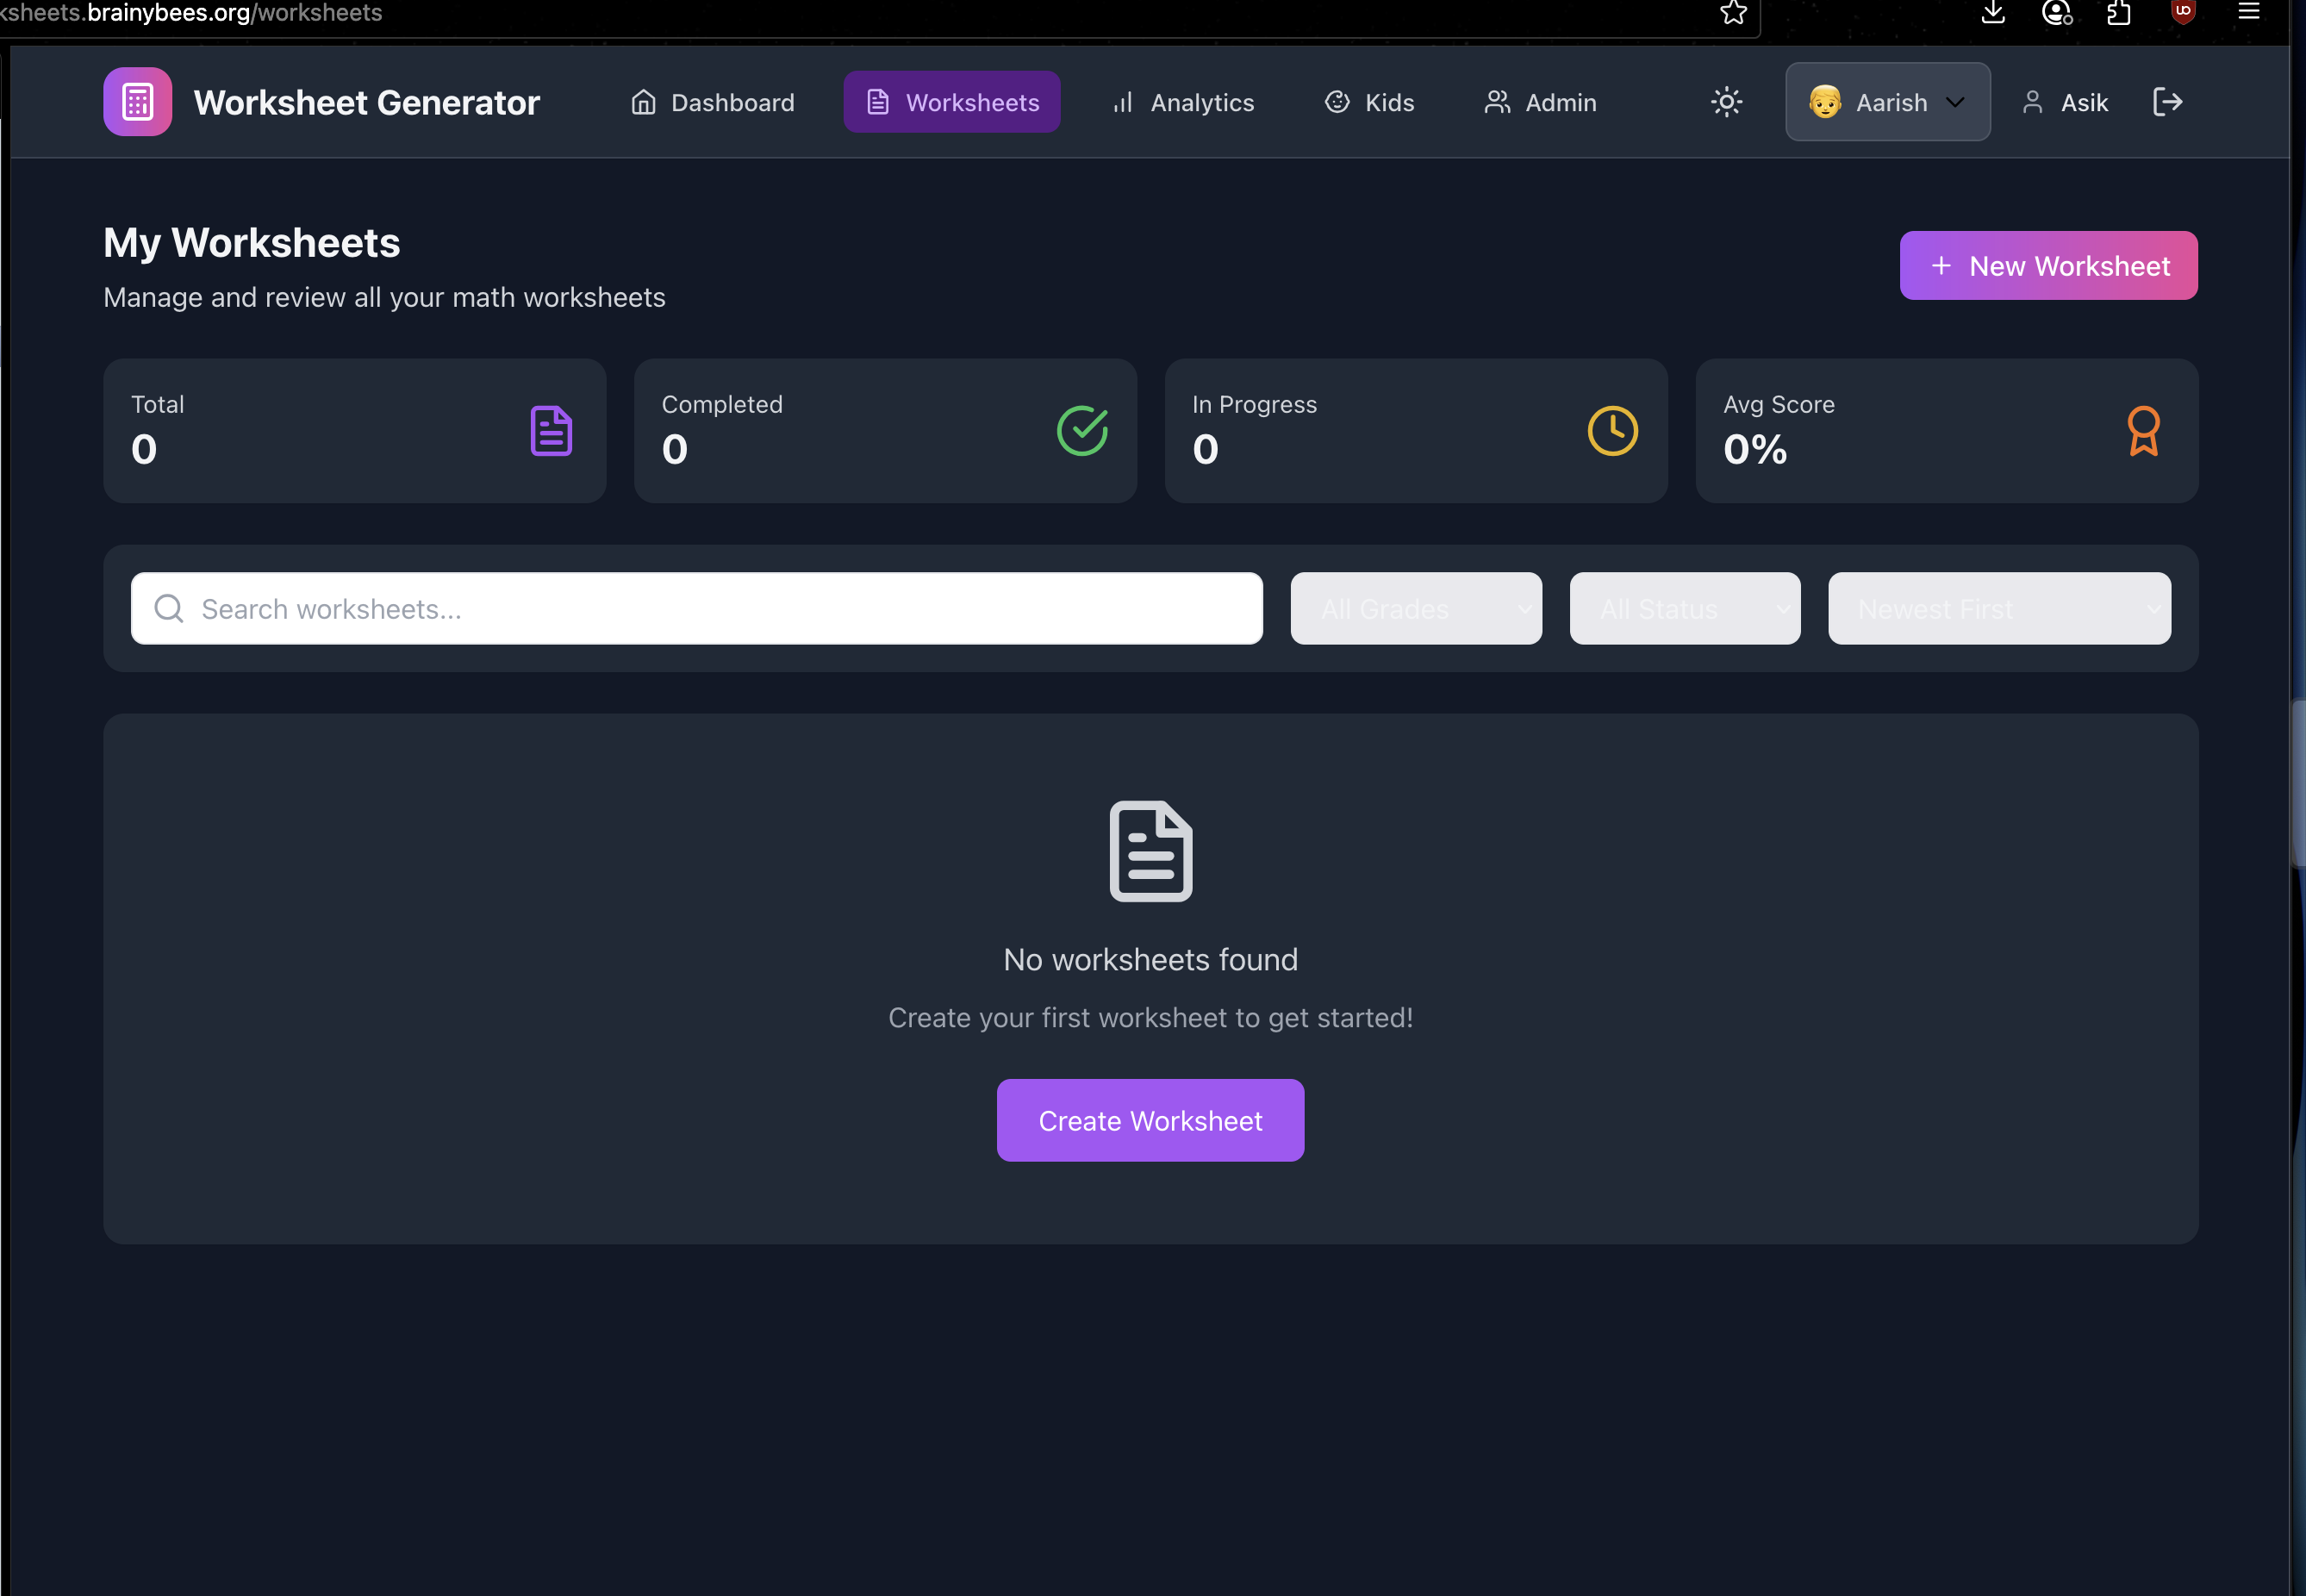 ksheets.brainybees.org/worksheets
Worksheet Generator
Dashboard
Worksheets
Analytics
Kids
Admin
Aarish
Asik
My Worksheets
Manage and review all your math worksheets
+ New Worksheet
Total
0
Completed
0
In Progress
0
Avg Score
0%
Search worksheets...
All Grades
All Status
Newest First
No worksheets found
Create your first worksheet to get started!
Create Worksheet